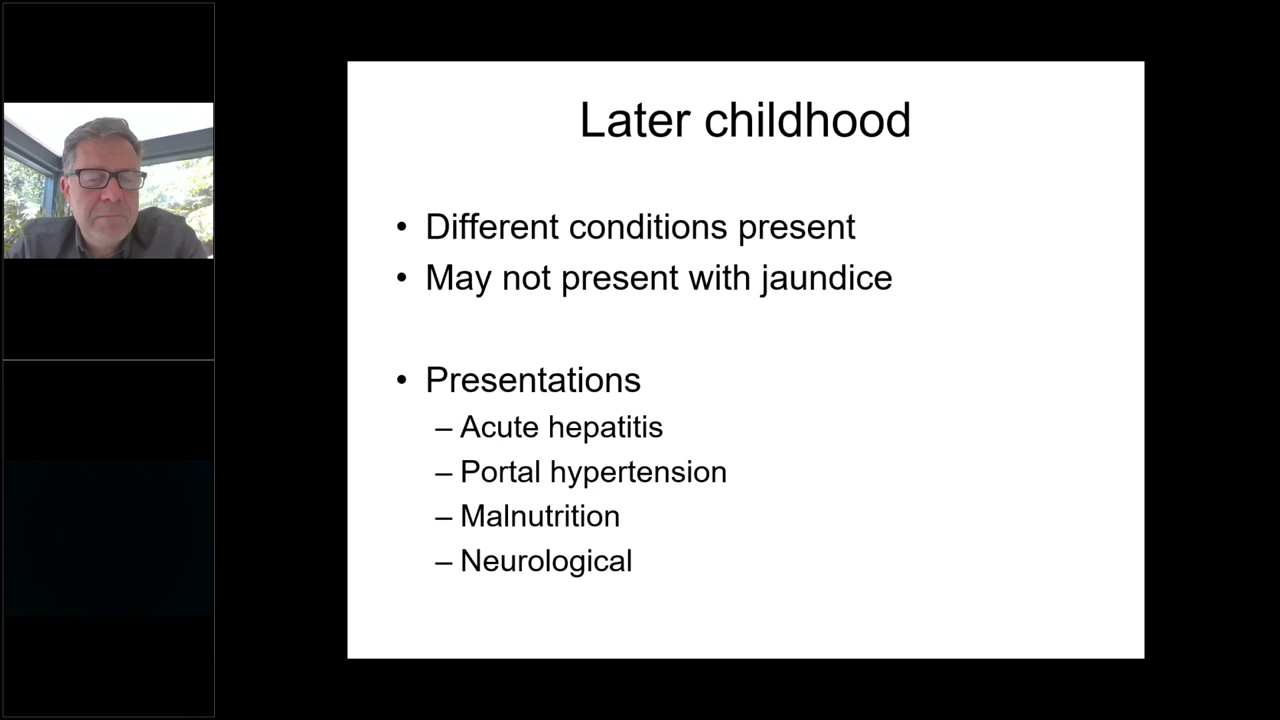 Later childhood
• Different conditions present
• May not present with jaundice
• Presentations
– Acute hepatitis
– Portal hypertension
– Malnutrition
– Neurological